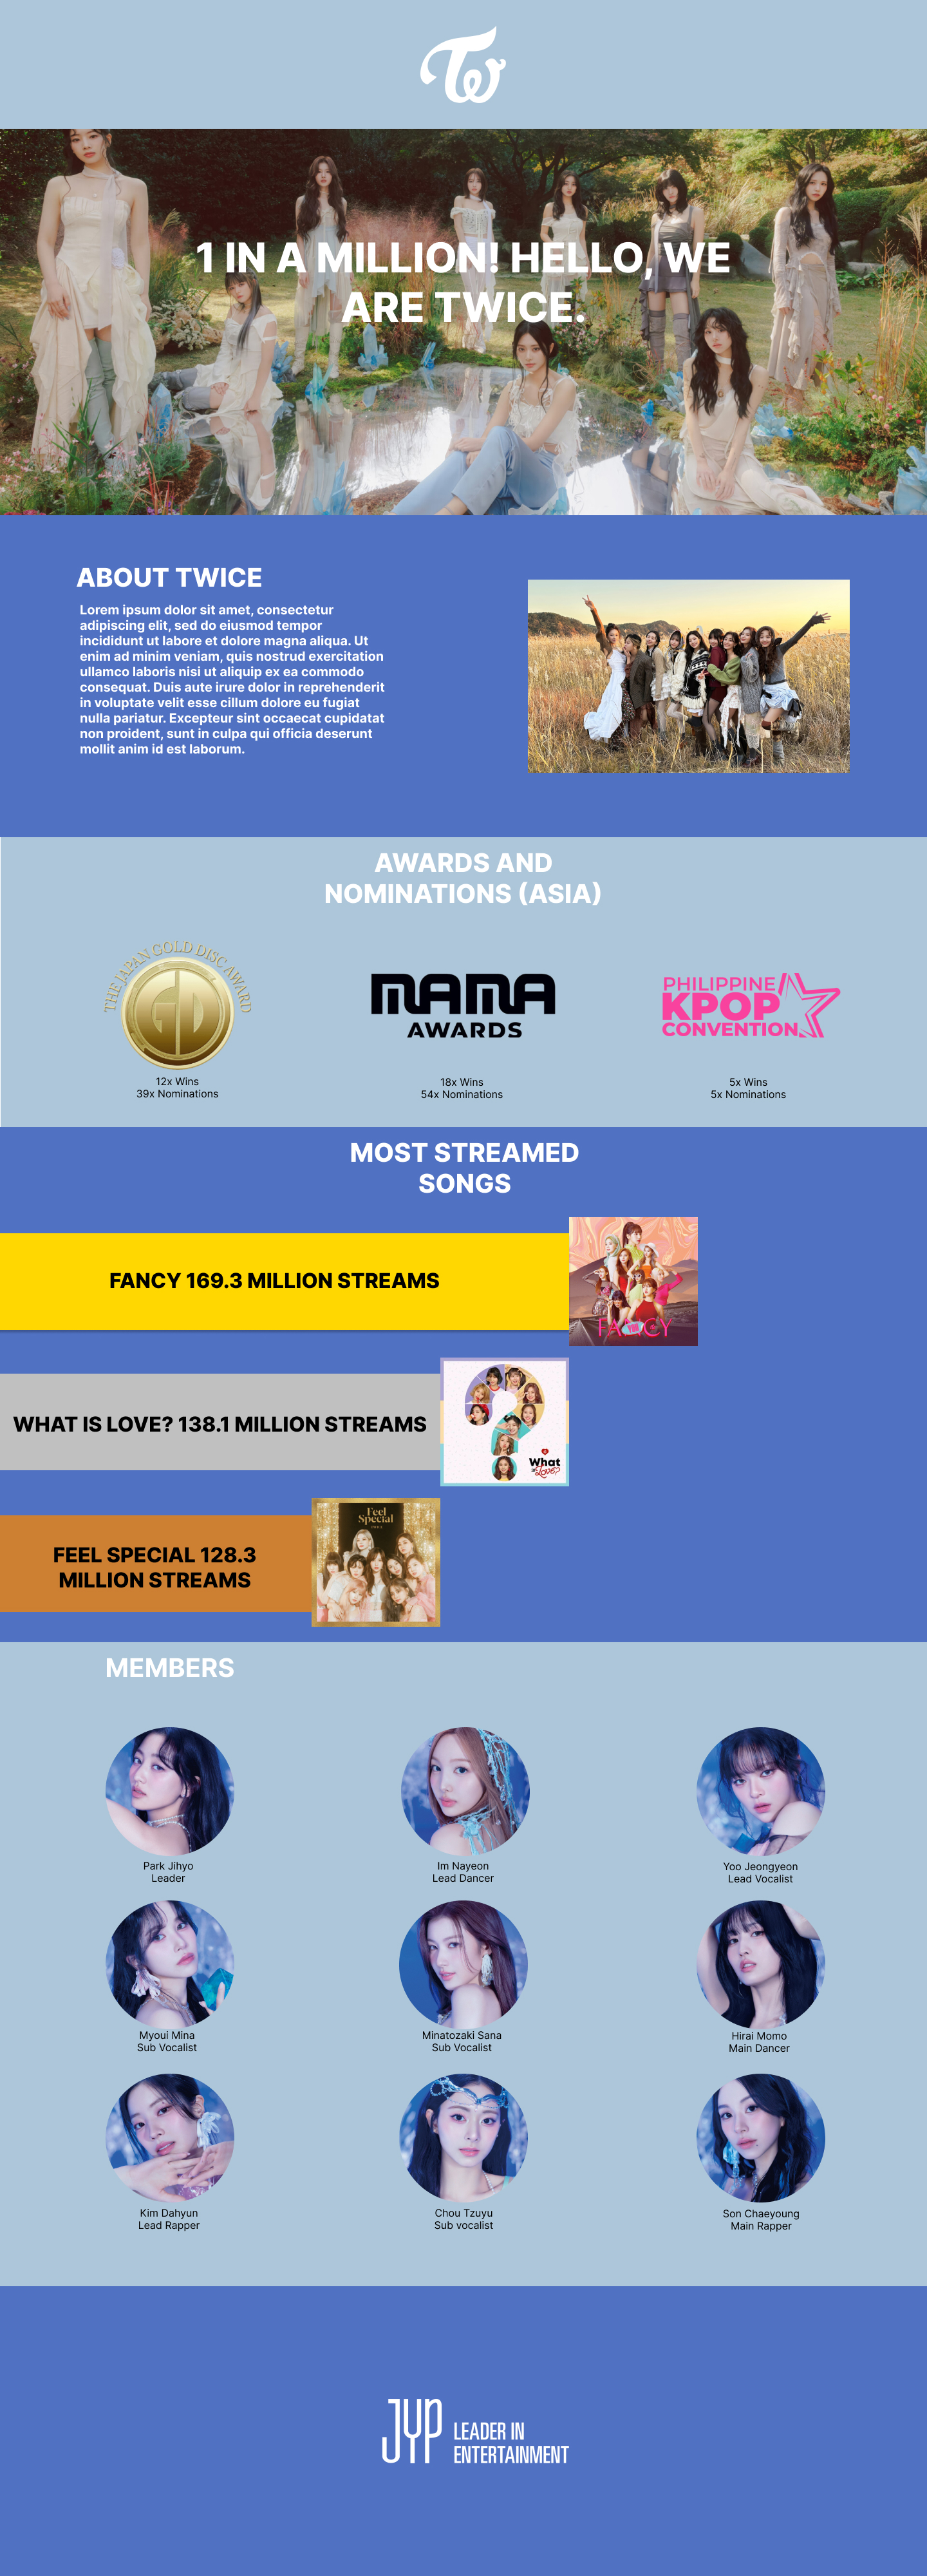 Tw
1 IN A MILLION! HELLO, WE
ARE TWICE.
ABOUT TWICE
Lorem ipsum dolor sit amet, consectetur
adipiscing elit, sed do eiusmod tempor
incididunt ut labore et dolore magna aliqua. Ut
enim ad minim veniam, quis nostrud exercitation
ullamco laboris nisi ut aliquip ex ea commodo
consequat. Duis aute irure dolor in reprehenderit
in voluptate velit esse cillum dolore eu fugiat
nulla pariatur. Excepteur sint occaecat cupidatat
non proident, sunt in culpa qui officia deserunt
mollit anim id est laborum.
AWARDS AND
NOMINATIONS (ASIA)
THE JAPAN GOLD DISC AWARD
GD
12x Wins
39x Nominations
MAMA
AWARDS
18x Wins
54x Nominations
PHILIPPINE
KPOP
CONVENTION
5x Wins
5x Nominations
MOST STREAMED
SONGS
FANCY 169.3 MILLION STREAMS
FANCY
YOU
WHAT IS LOVE? 138.1 MILLION STREAMS
What
is Love?
FEEL SPECIAL 128.3
MILLION STREAMS
Feel
Special
TWICE
MEMBERS
Park Jihyo
Leader
Im Nayeon
Lead Dancer
Yoo Jeongyeon
Lead Vocalist
Myoui Mina
Sub Vocalist
Minatozaki Sana
Sub Vocalist
Hirai Momo
Main Dancer
Kim Dahyun
Lead Rapper
Chou Tzuyu
Sub vocalist
Son Chaeyoung
Main Rapper
JYP
LEADER IN
ENTERTAINMENT